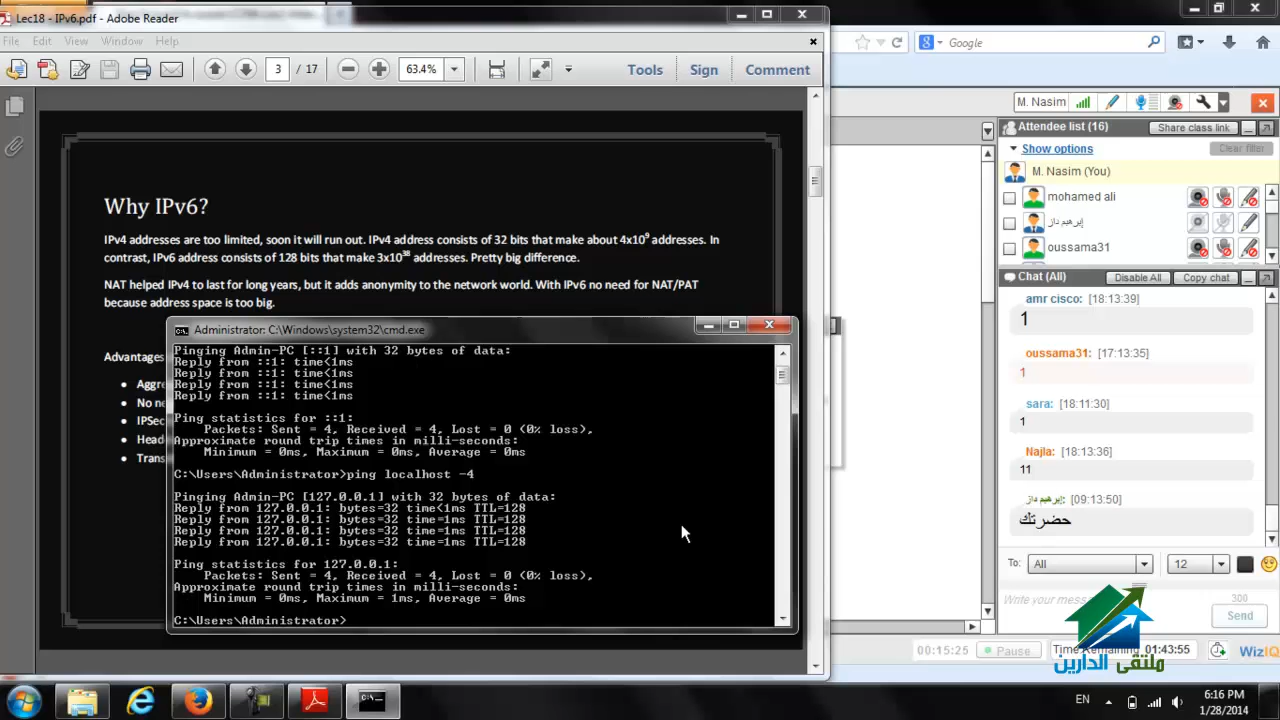 Lec18 - IPv6.pdf - Adobe Reader
File Edit View Window Help
3 / 17 63.4% Tools Sign Comment
Why IPv6?
IPv4 addresses are too limited, soon it will run out. IPv4 address consists of 32 bits that make about 4x10⁹ addresses. In
contrast, IPv6 address consists of 128 bits that make 3x10³⁸ addresses. Pretty big difference.
NAT helped IPv4 to last for long years, but it adds anonymity to the network world. With IPv6 no need for NAT/PAT
because address space is too big.
Advantages
• Aggre
• No ne
• IPSec
• Heade
• Trans
Administrator: C:\Windows\system32\cmd.exe
Pinging Admin-PC [::1] with 32 bytes of data:
Reply from ::1: time<1ms
Reply from ::1: time<1ms
Reply from ::1: time<1ms
Reply from ::1: time<1ms
Ping statistics for ::1:
Packets: Sent = 4, Received = 4, Lost = 0 (0% loss),
Approximate round trip times in milli-seconds:
Minimum = 0ms, Maximum = 0ms, Average = 0ms
C:\Users\Administrator>ping localhost -4
Pinging Admin-PC [127.0.0.1] with 32 bytes of data:
Reply from 127.0.0.1: bytes=32 time<1ms TTL=128
Reply from 127.0.0.1: bytes=32 time=1ms TTL=128
Reply from 127.0.0.1: bytes=32 time=1ms TTL=128
Reply from 127.0.0.1: bytes=32 time=1ms TTL=128
Ping statistics for 127.0.0.1:
Packets: Sent = 4, Received = 4, Lost = 0 (0% loss),
Approximate round trip times in milli-seconds:
Minimum = 0ms, Maximum = 1ms, Average = 0ms
C:\Users\Administrator>
Google
M. Nasim
Attendee list (16) Share class link
Show options Clear filter
M. Nasim (You)
mohamed ali
إبرهيم داز
oussama31
Chat (All) Disable All Copy chat
amr cisco: [18:13:39]
1
oussama31: [17:13:35]
1
sara: [18:11:30]
1
Najla: [18:13:36]
11
إبرهيم داز: [09:13:50]
حضرتك
To: All 12
Write your mess
300
Send
00:15:25 Pause Time Remaining 01:43:55 WizIQ
ملتقى الدارين
EN 6:16 PM
1/28/2014